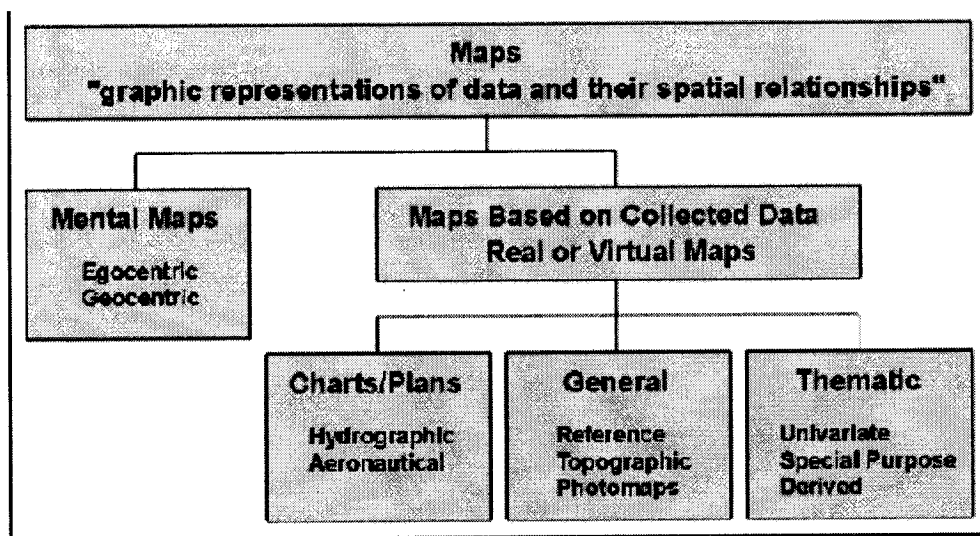 Maps
"graphic representations of data and their spatial relationships"
Mental Maps
Egocentric
Geocentric
Maps Based on Collected Data
Real or Virtual Maps
Charts/Plans
Hydrographic
Aeronautical
General
Reference
Topographic
Photomaps
Thematic
Univariate
Special Purpose
Derived